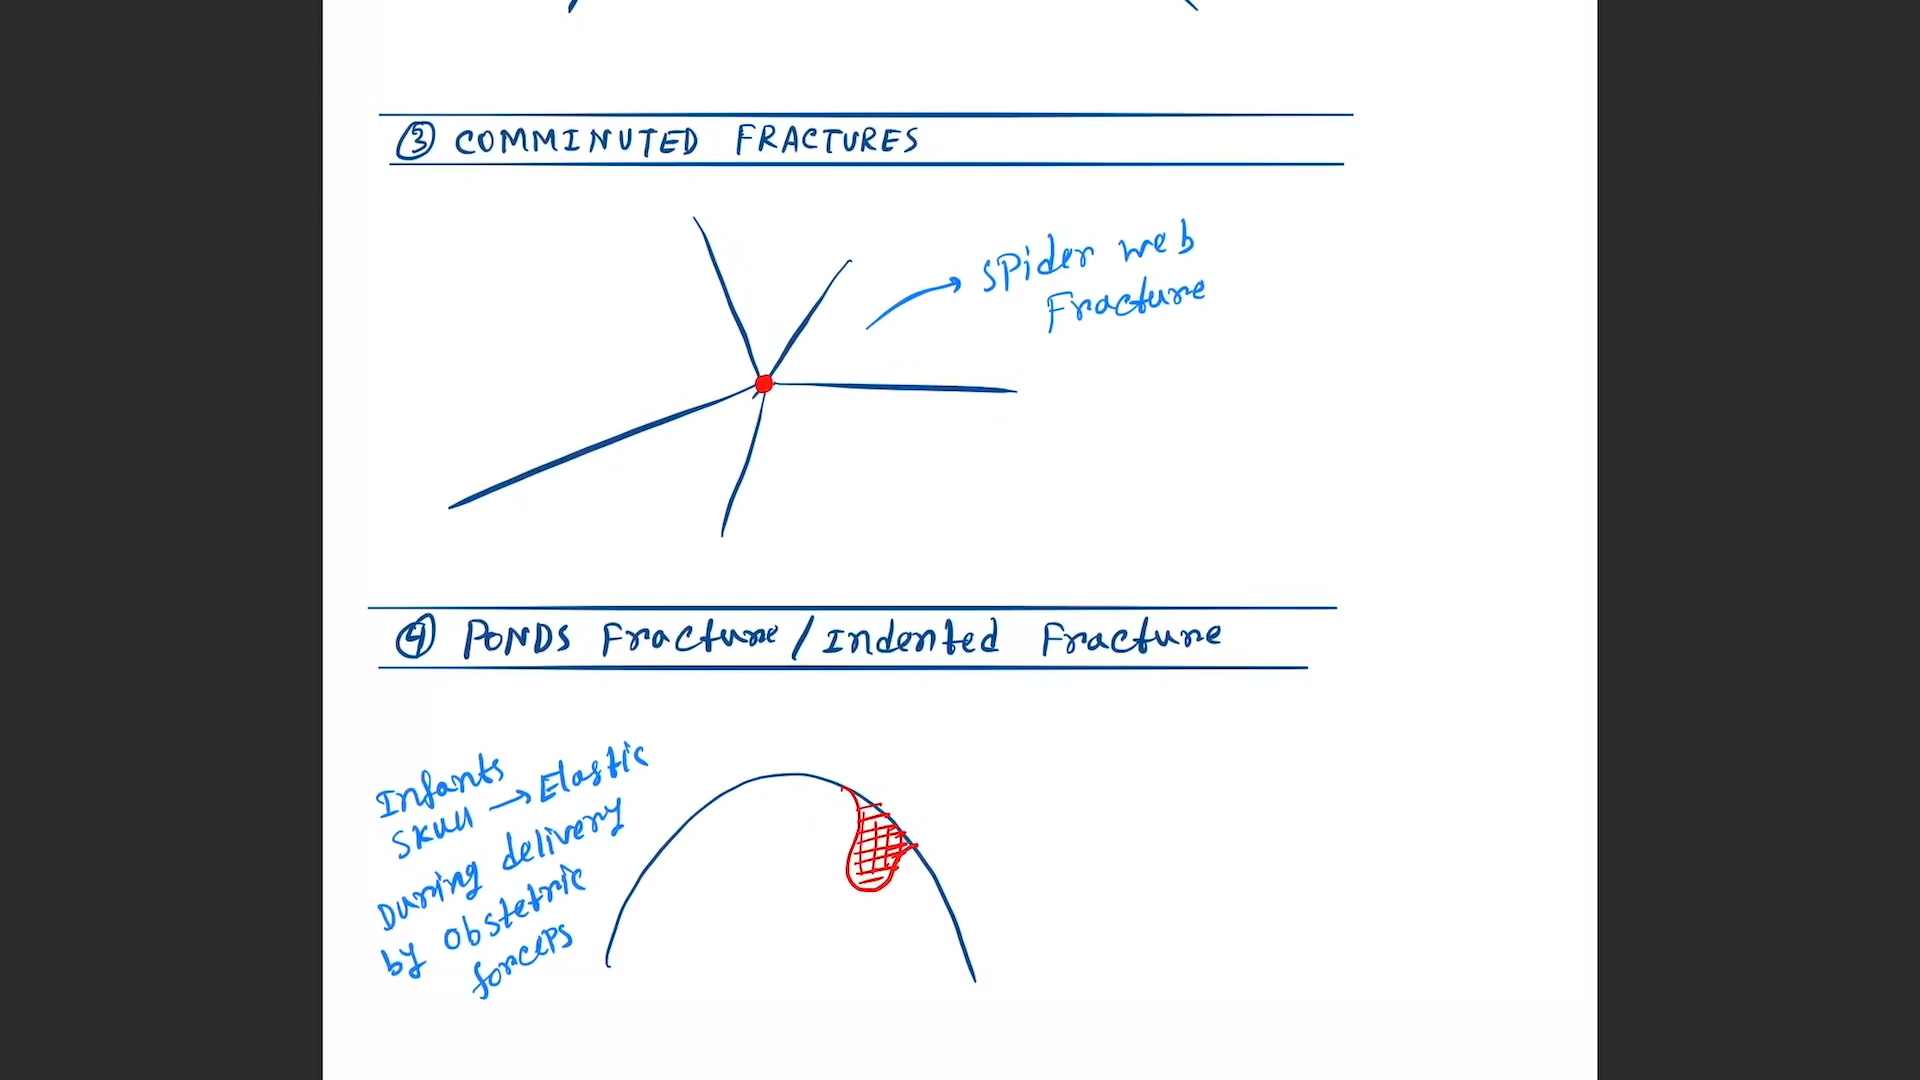 ③ COMMINUTED FRACTURES
Spider web
Fracture
④ PONDS Fracture / Indented Fracture
Infants
Skull → Elastic
During delivery
by obstetric
forceps